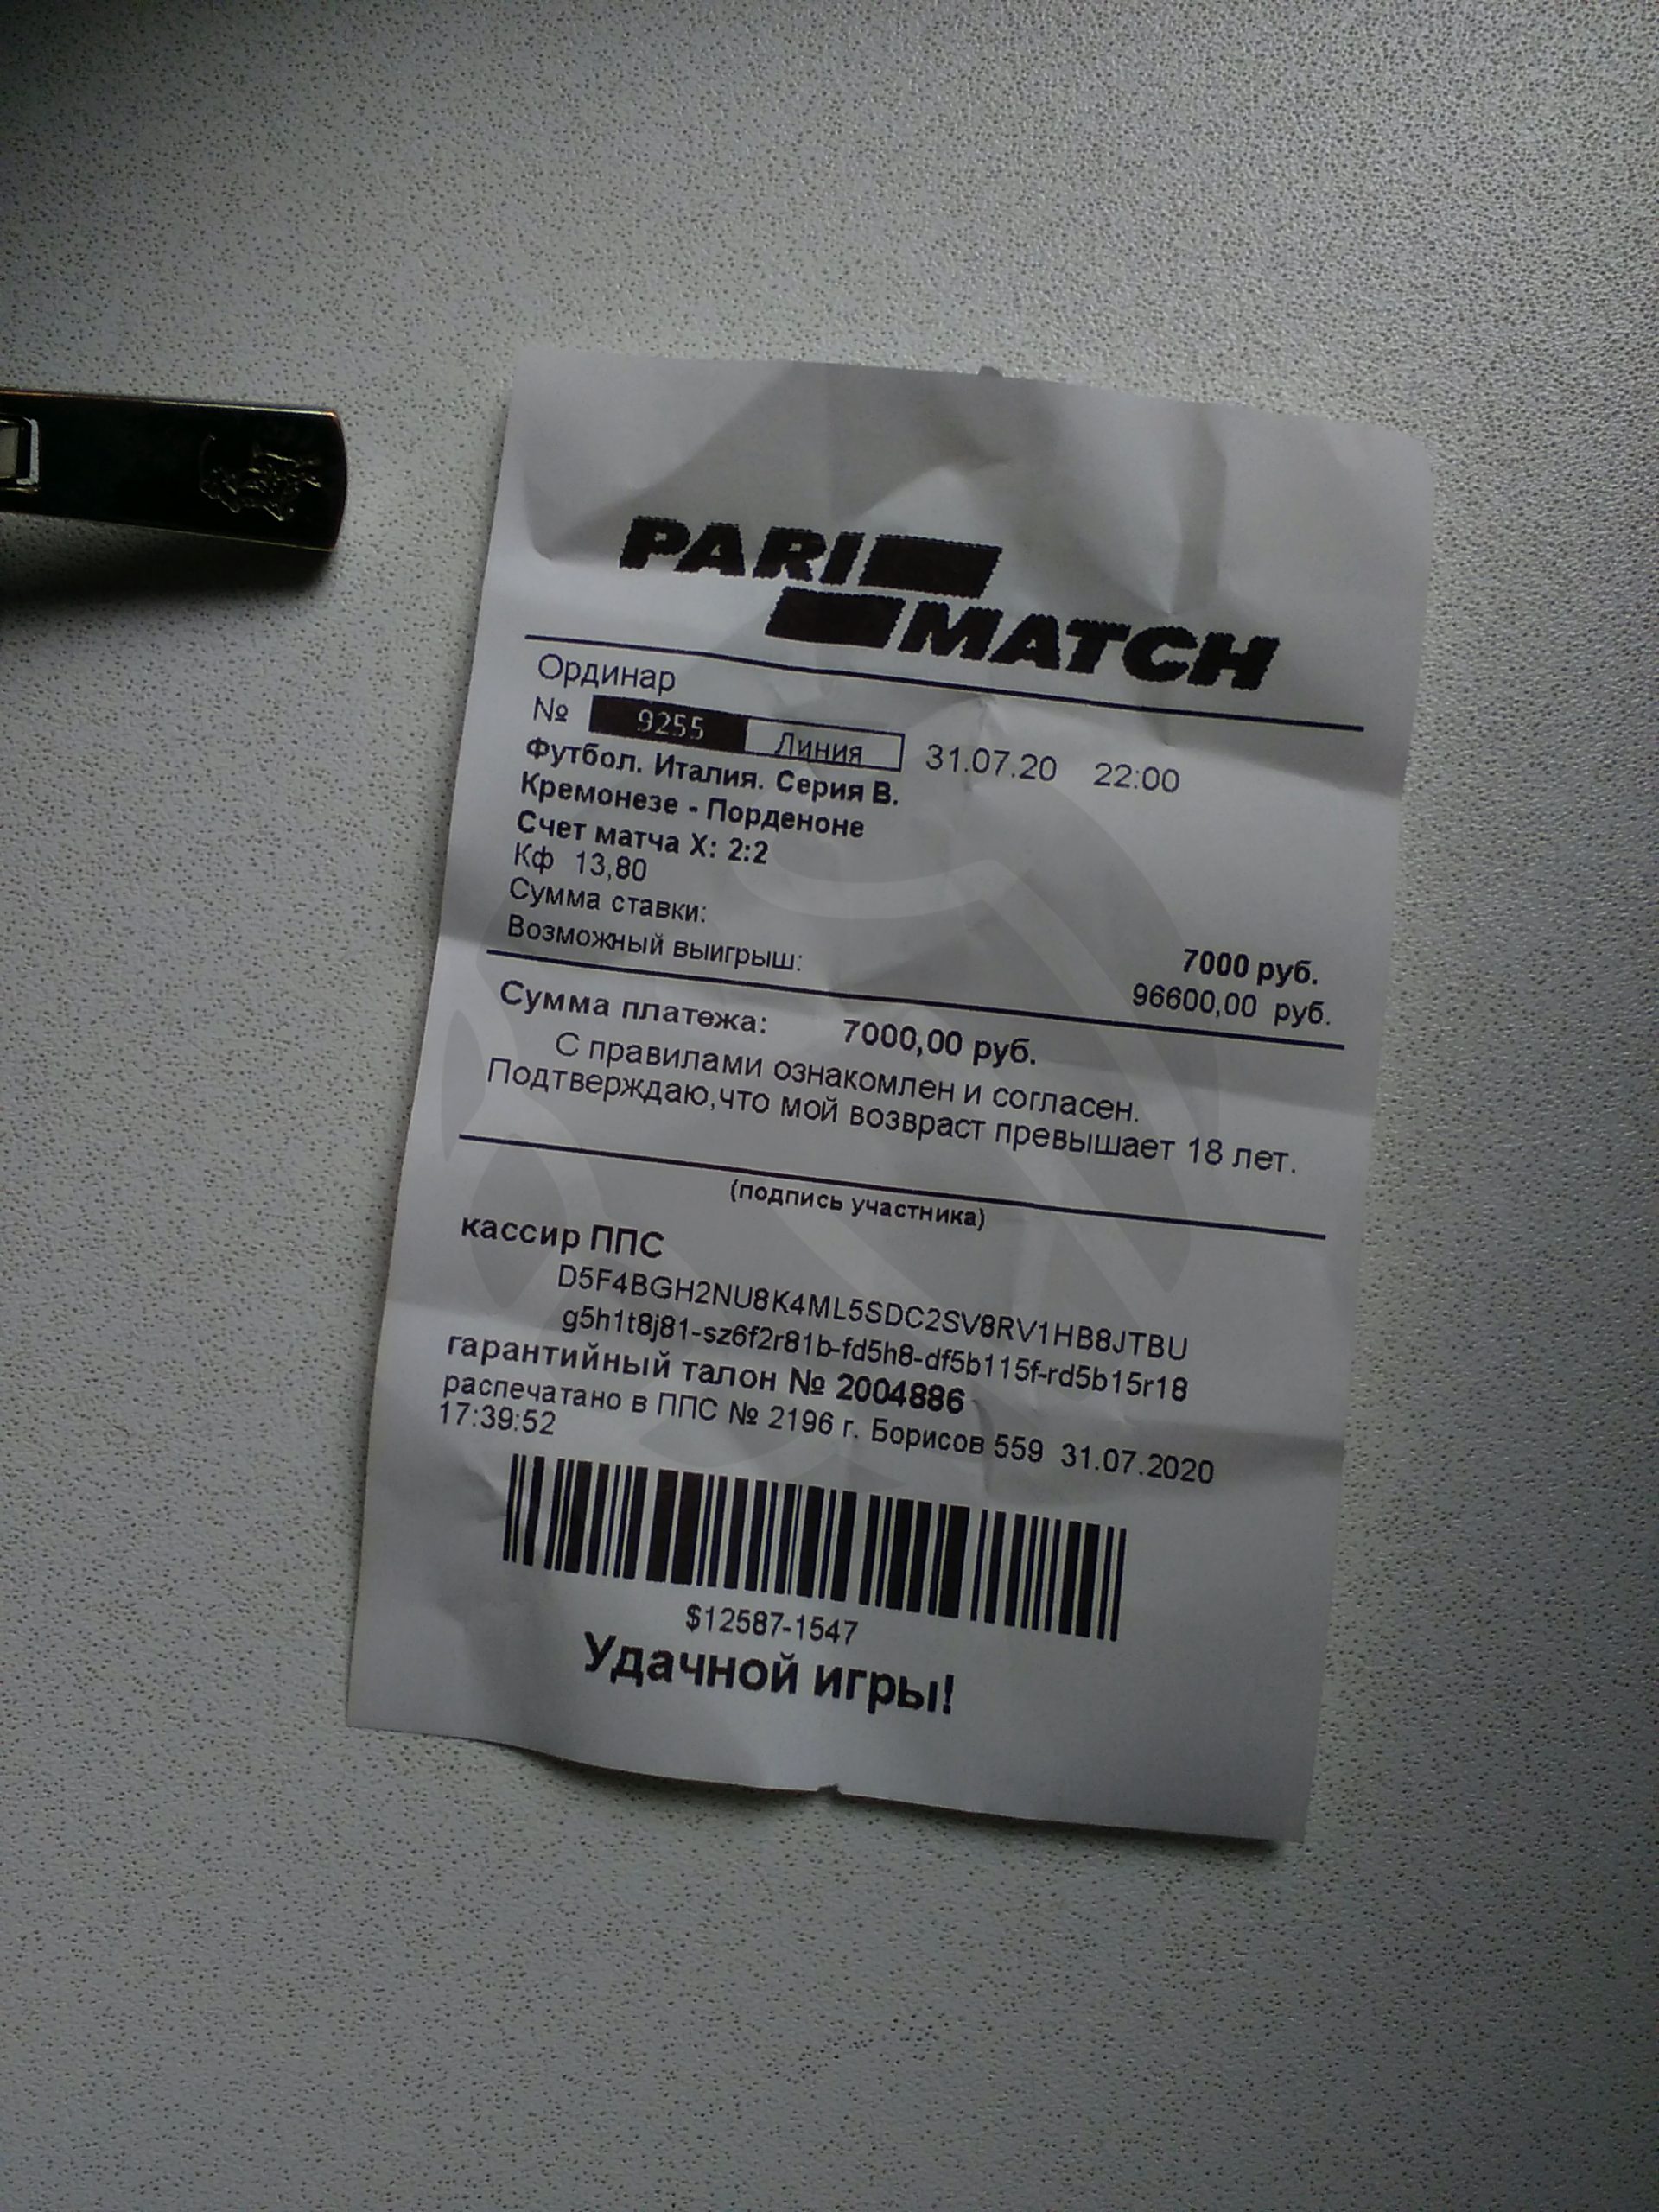 PARI
MATCH
Ординар
№ 9255 Линия 31.07.20 22:00
Футбол. Италия. Серия В.
Кремонезе - Порденоне
Счет матча Х: 2:2
Кф 13,80
Сумма ставки: 7000 руб.
Возможный выигрыш: 96600,00 руб.
Сумма платежа: 7000,00 руб.
С правилами ознакомлен и согласен.
Подтверждаю,что мой возвраст превышает 18 лет.
(подпись участника)
кассир ППС
D5F4BGH2NU8K4ML5SDC2SV8RV1HB8JTBU
g5h1t8j81-sz6f2r81b-fd5h8-df5b115f-rd5b15r18
гарантийный талон № 2004886
распечатано в ППС № 2196 г. Борисов 559 31.07.2020
17:39:52
$12587-1547
Удачной игры!